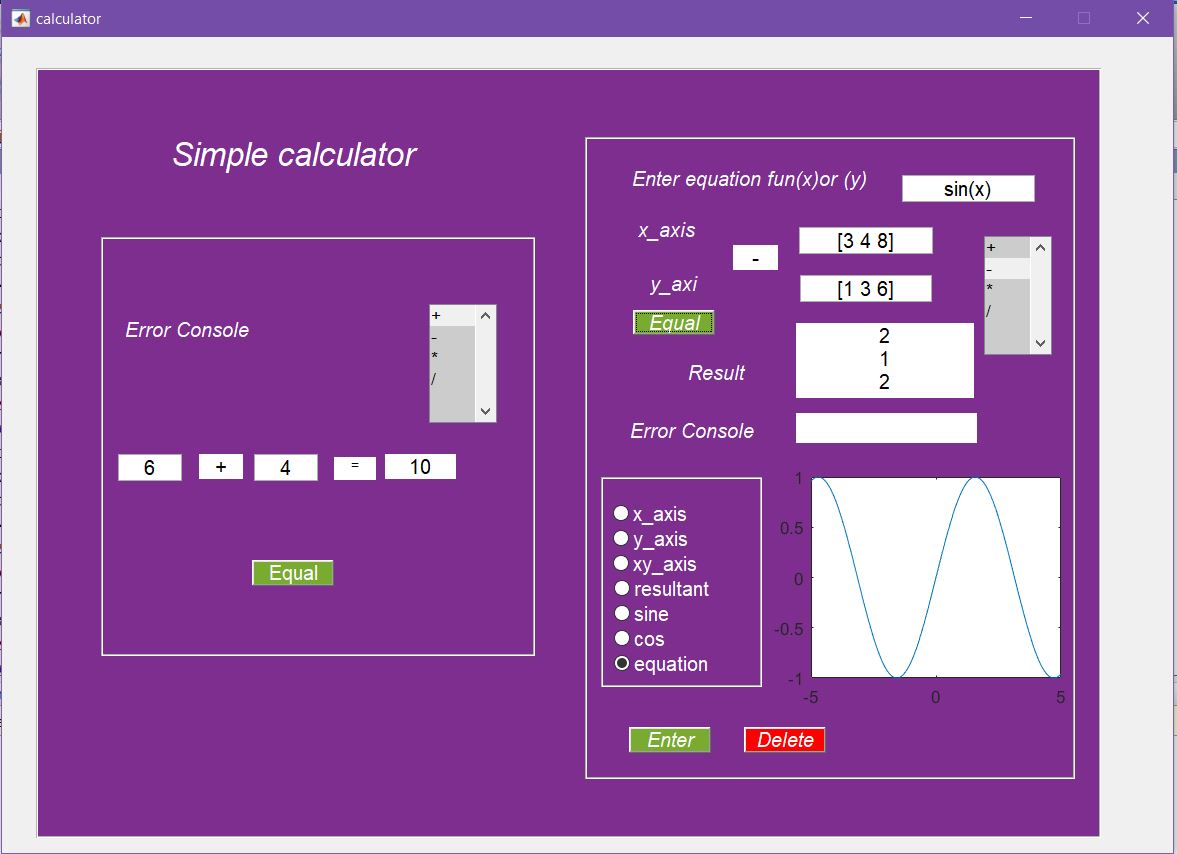 calculator
Simple calculator
Error Console
+
-
*
/
6 + 4 = 10
Equal
Enter equation fun(x)or (y) sin(x)
x_axis [3 4 8]
-
y_axi [1 3 6]
+
-
*
/
Equal
Result
2
1
2
Error Console
x_axis
y_axis
xy_axis
resultant
sine
cos
equation
1
0.5
0
-0.5
-1
-5 0 5
Enter Delete